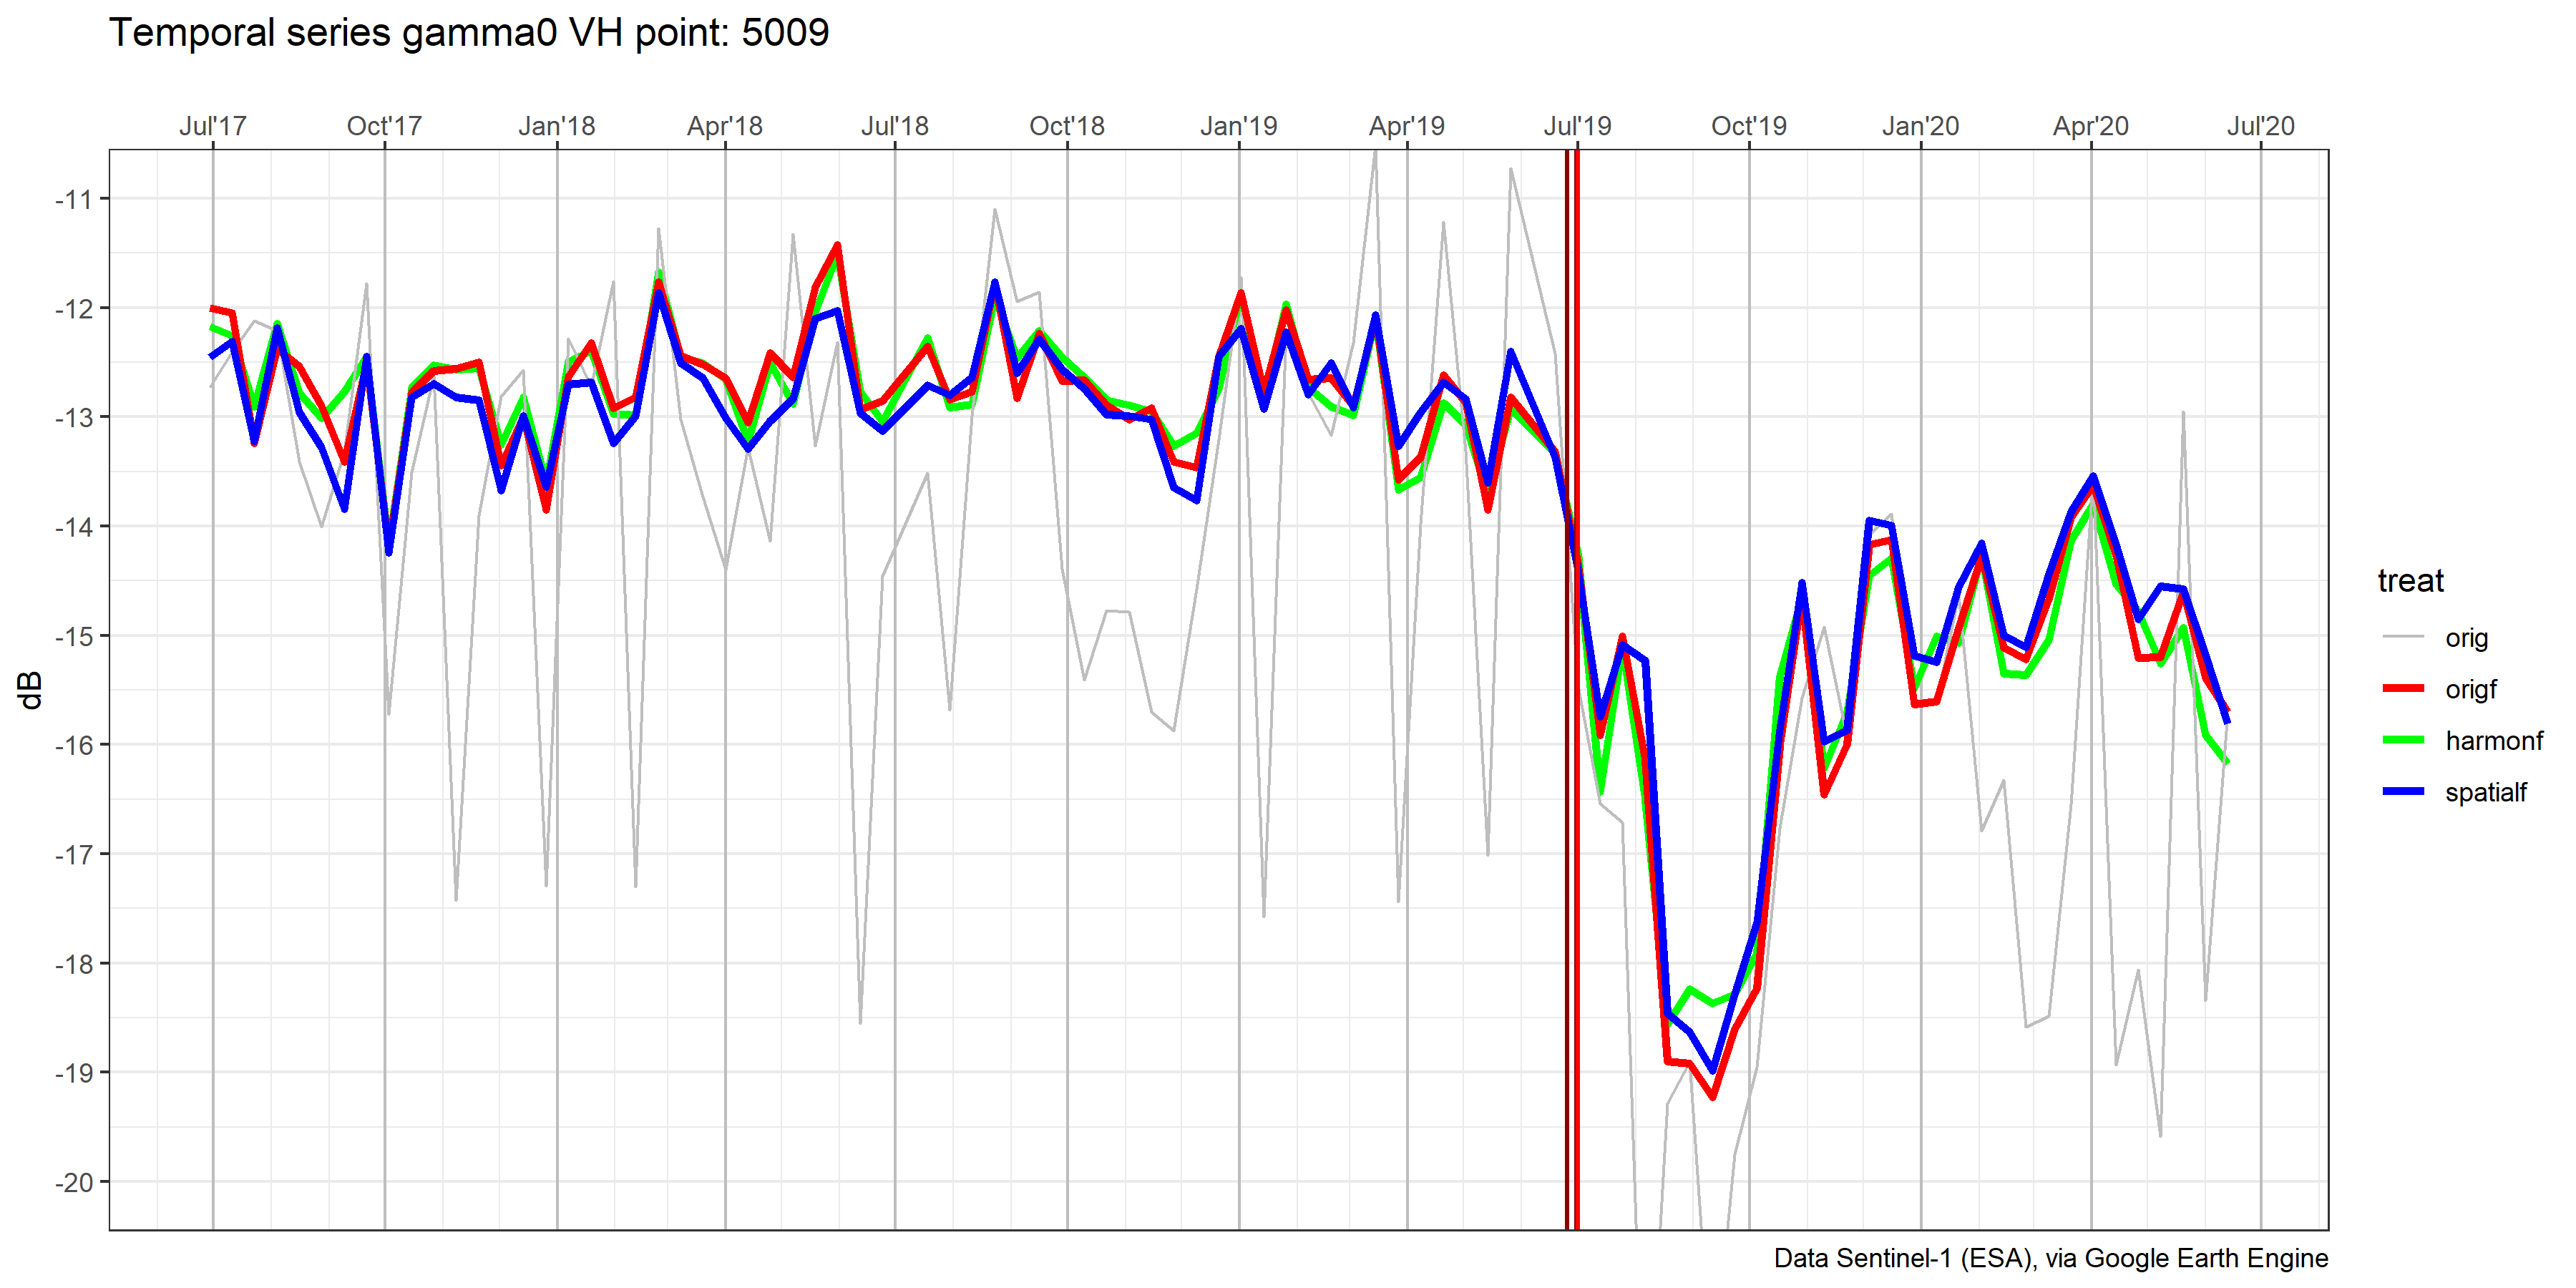 Temporal series gamma0 VH point: 5009
Jul'17 Oct'17 Jan'18 Apr'18 Jul'18 Oct'18 Jan'19 Apr'19 Jul'19 Oct'19 Jan'20 Apr'20 Jul'20
-11
-12
-13
-14
-15
-16
-17
-18
-19
-20
dB
treat
orig
origf
harmonf
spatialf
Data Sentinel-1 (ESA), via Google Earth Engine